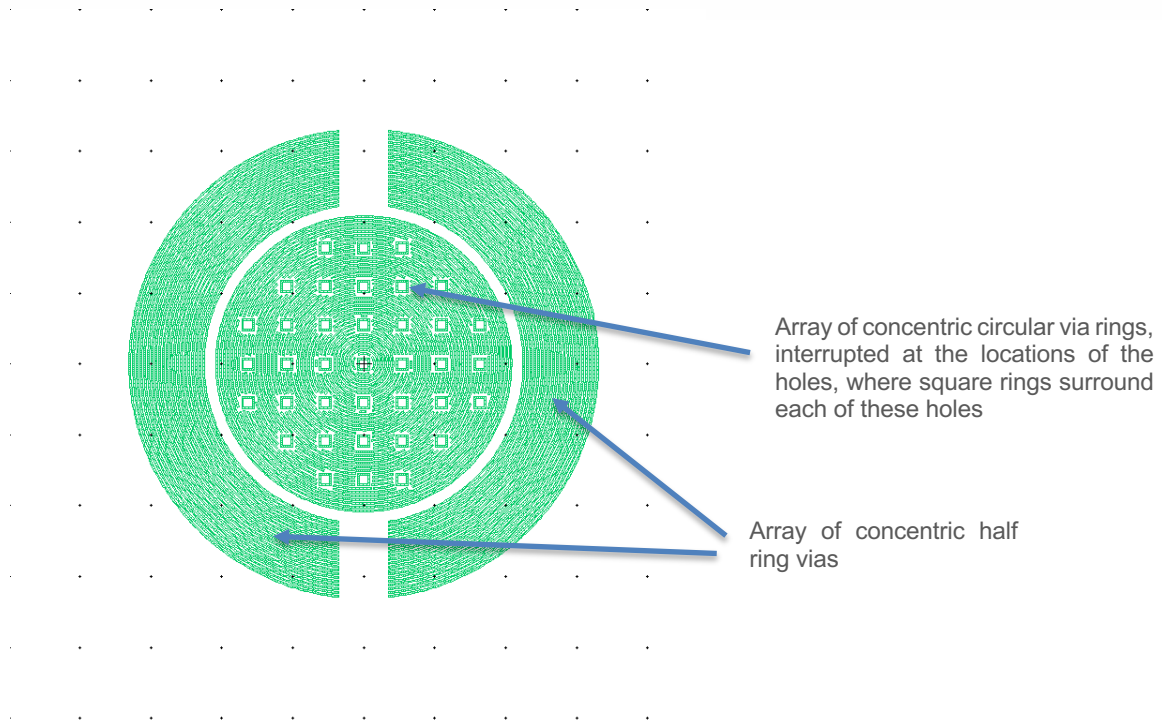 Array of concentric circular via rings,
interrupted at the locations of the
holes, where square rings surround
each of these holes
Array of concentric half
ring vias